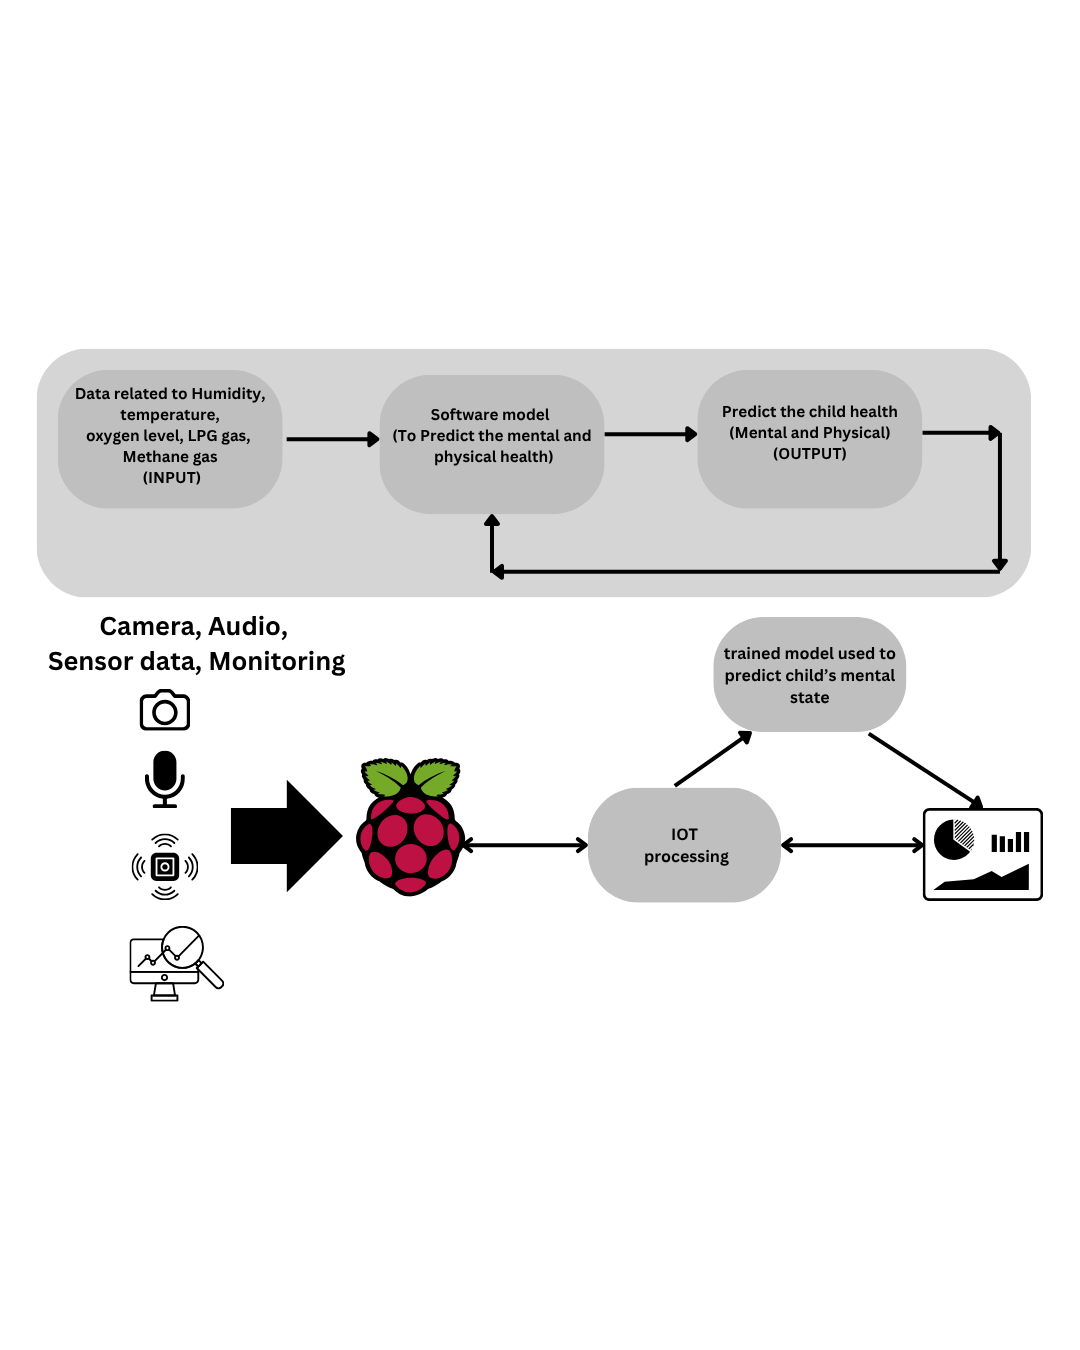 Data related to Humidity,
temperature,
oxygen level, LPG gas,
Methane gas
(INPUT)
Software model
(To Predict the mental and
physical health)
Predict the child health
(Mental and Physical)
(OUTPUT)
Camera, Audio,
Sensor data, Monitoring
trained model used to
predict child’s mental
state
IOT
processing